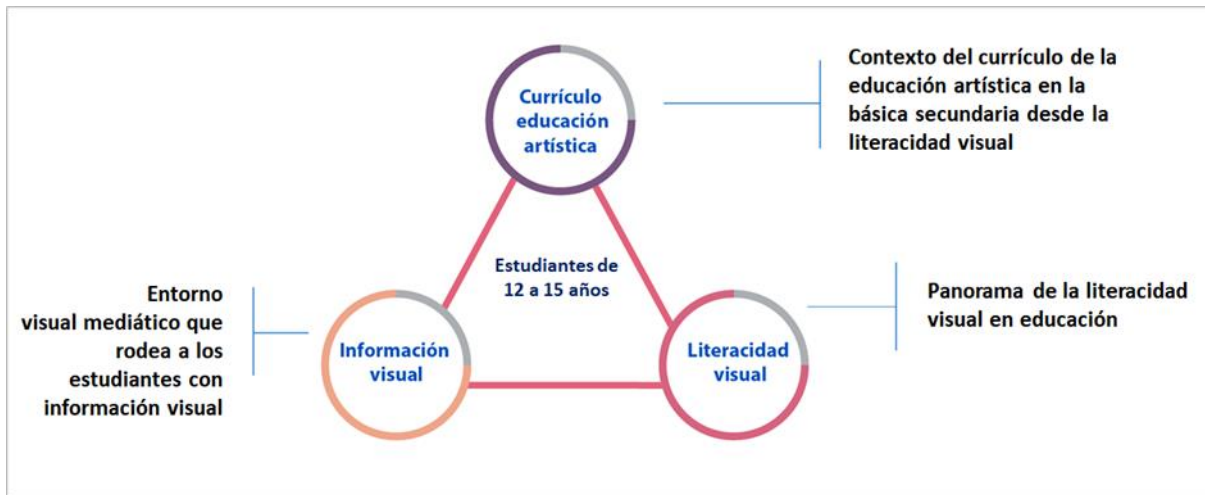 Currículo
educación
artística
Contexto del currículo de la
educación artística en la
básica secundaria desde la
literacidad visual
Estudiantes de
12 a 15 años
Entorno
visual mediático que
rodea a los
estudiantes con
información visual
Información
visual
Literacidad
visual
Panorama de la literacidad
visual en educación